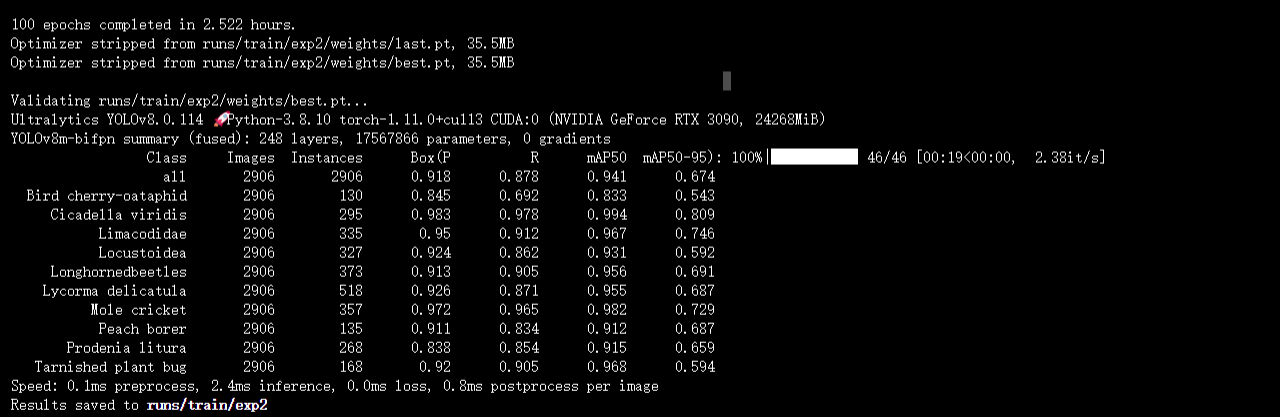 100 epochs completed in 2.522 hours.
Optimizer stripped from runs/train/exp2/weights/last.pt, 35.5MB
Optimizer stripped from runs/train/exp2/weights/best.pt, 35.5MB
Validating runs/train/exp2/weights/best.pt...
Ultralytics YOLOv8.0.114 🚀 Python-3.8.10 torch-1.11.0+cu113 CUDA:0 (NVIDIA GeForce RTX 3090, 24268MiB)
YOLOv8m-bifpn summary (fused): 248 layers, 17567866 parameters, 0 gradients
Class Images Instances Box(P R mAP50 mAP50-95): 100%|██████████| 46/46 [00:19<00:00, 2.38it/s]
all 2906 2906 0.918 0.878 0.941 0.674
Bird cherry-oataphid 2906 130 0.845 0.692 0.833 0.543
Cicadella viridis 2906 295 0.983 0.978 0.994 0.809
Limacodidae 2906 335 0.95 0.912 0.967 0.746
Locustoidea 2906 327 0.924 0.862 0.931 0.592
Longhornedbeetles 2906 373 0.913 0.905 0.956 0.691
Lycorma delicatula 2906 518 0.926 0.871 0.955 0.687
Mole cricket 2906 357 0.972 0.965 0.982 0.729
Peach borer 2906 135 0.911 0.834 0.912 0.687
Prodenia litura 2906 268 0.838 0.854 0.915 0.659
Tarnished plant bug 2906 168 0.92 0.905 0.968 0.594
Speed: 0.1ms preprocess, 2.4ms inference, 0.0ms loss, 0.8ms postprocess per image
Results saved to runs/train/exp2